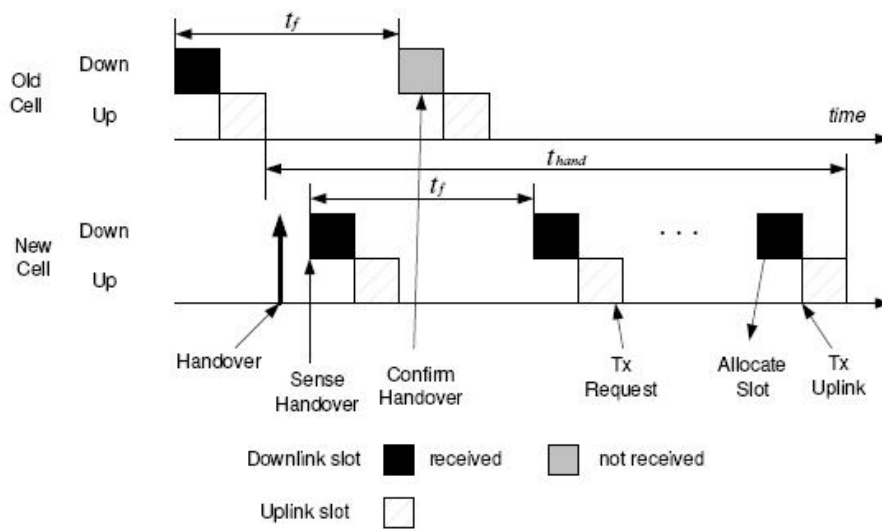 t_f
Old
Cell
Down
Up
time
t_hand
t_f
New
Cell
Down
Up
. . .
Handover
Sense
Handover
Confirm
Handover
Tx
Request
Allocate
Slot
Tx
Uplink
Downlink slot
received
not received
Uplink slot